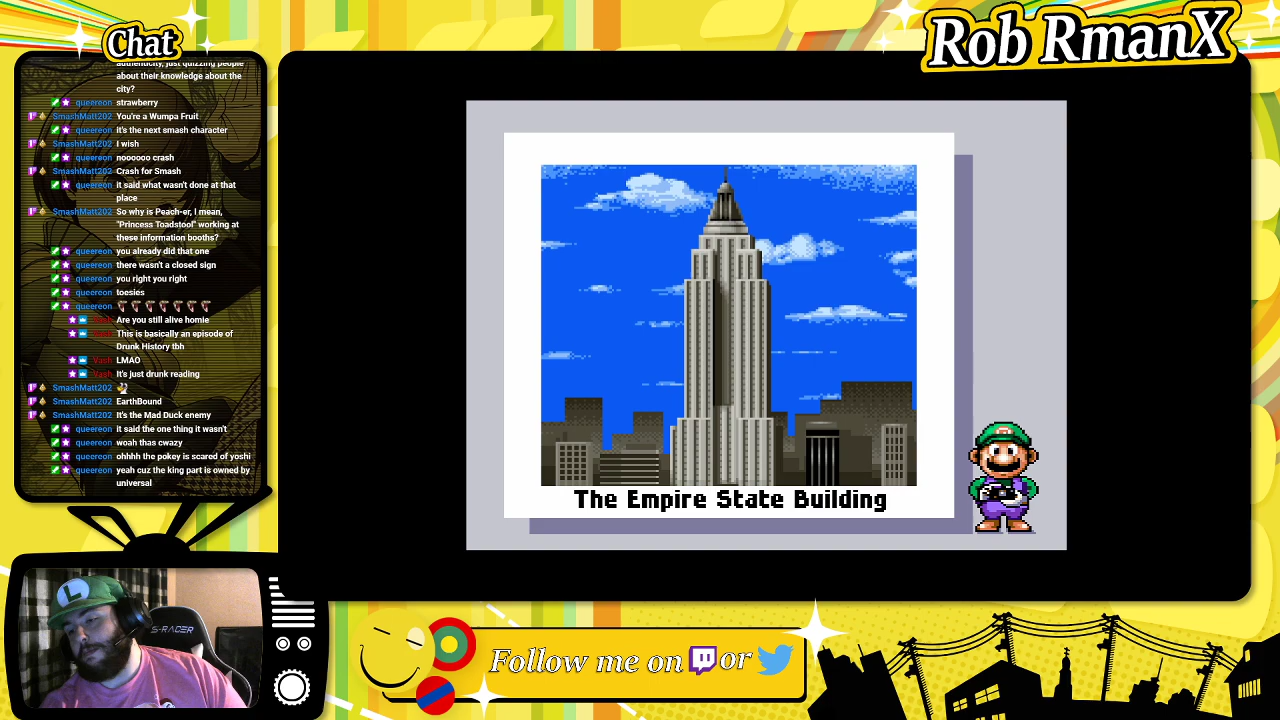 Chat
Rob RmanX
authenticity, just quizzing people
about their knowledge about the
city?
queereon strawberry
SmashMatt202 You're a Wumpa Fruit
queereon it's the next smash character
SmashMatt202 I wish
queereon noooooo crash
SmashMatt202 Crash for Smash
queereon it said what wasn't done at that
place
SmashMatt202 So why is Peach-er, I mean,
"Princess Toadstool" working at
these information booths?
queereon you already did that one
queereon there wasn't a closed sign
queereon you right you right
queereon toesies
queereon
Are you still alive homie
This is basically an episode of
Drunk History tbh
Vash LMAO
Vash It's just drunk reading
SmashMatt202
SmashMatt202 EarthBound
SmashMatt202 It's the Mad Duck enemy
queereon it said the one thing it wasn't
queereon woah thas cwazy
queereon ohhhh the pokey is scared of yoshi
queereon yeah cuz the king part is owned by
universal
The Empire State Building
L
S-RACER
Follow me on or